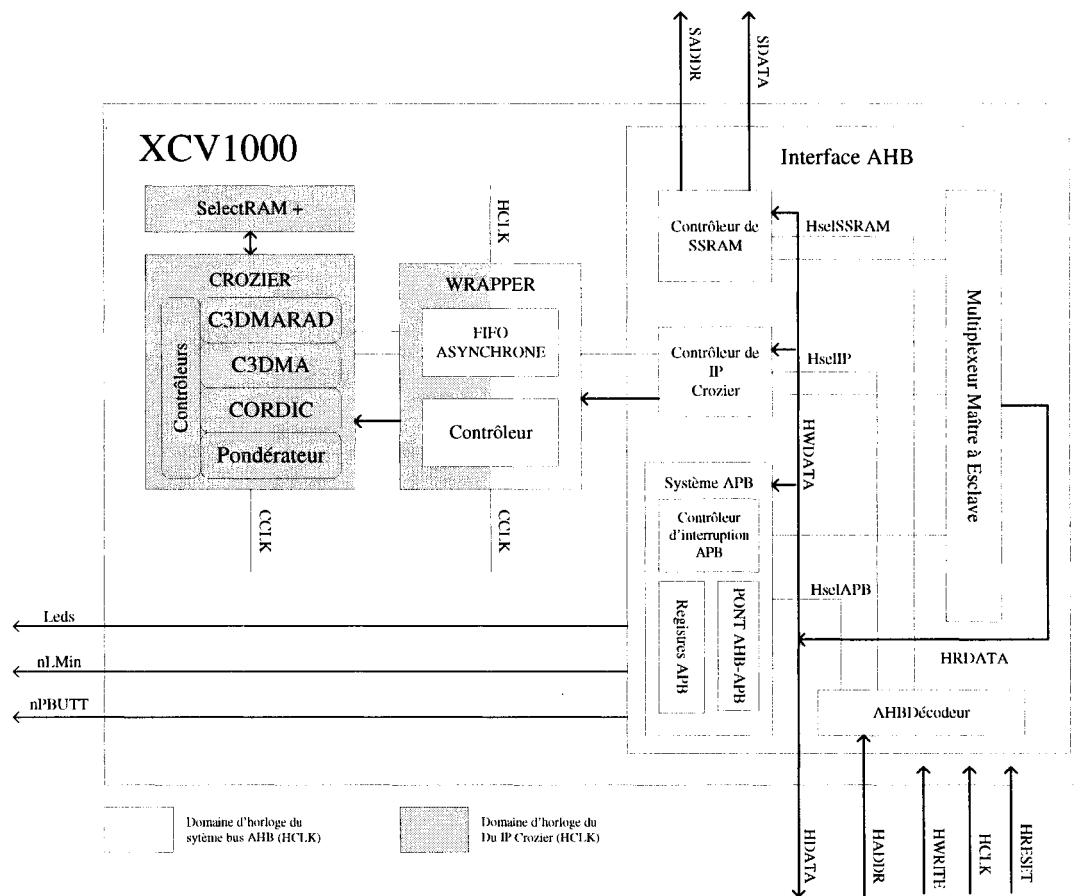 SADDR
SDATA
XCV1000
Interface AHB
SelectRAM +
HCLK
Contrôleur de
SSRAM
HselSSRAM
CROZIER
WRAPPER
Contrôleurs
C3DMARAD
C3DMA
CORDIC
Pondérateur
FIFO
ASYNCHRONE
Contrôleur
Contrôleur de
IP
Crozier
HselIP
Multiplexeur Maître à Esclave
HWDATA
Système APB
Contrôleur
d'interruption
APB
CCLK
CCLK
HselAPB
Registres APB
PONT AHB-APB
Leds
nLMin
nPBUTT
HRDATA
AHBDécodeur
Domaine d'horloge du
sytème bus AHB (HCLK)
Domaine d'horloge du
Du IP Crozier (HCLK)
HDATA
HADDR
HWRITE
HCLK
HRESET